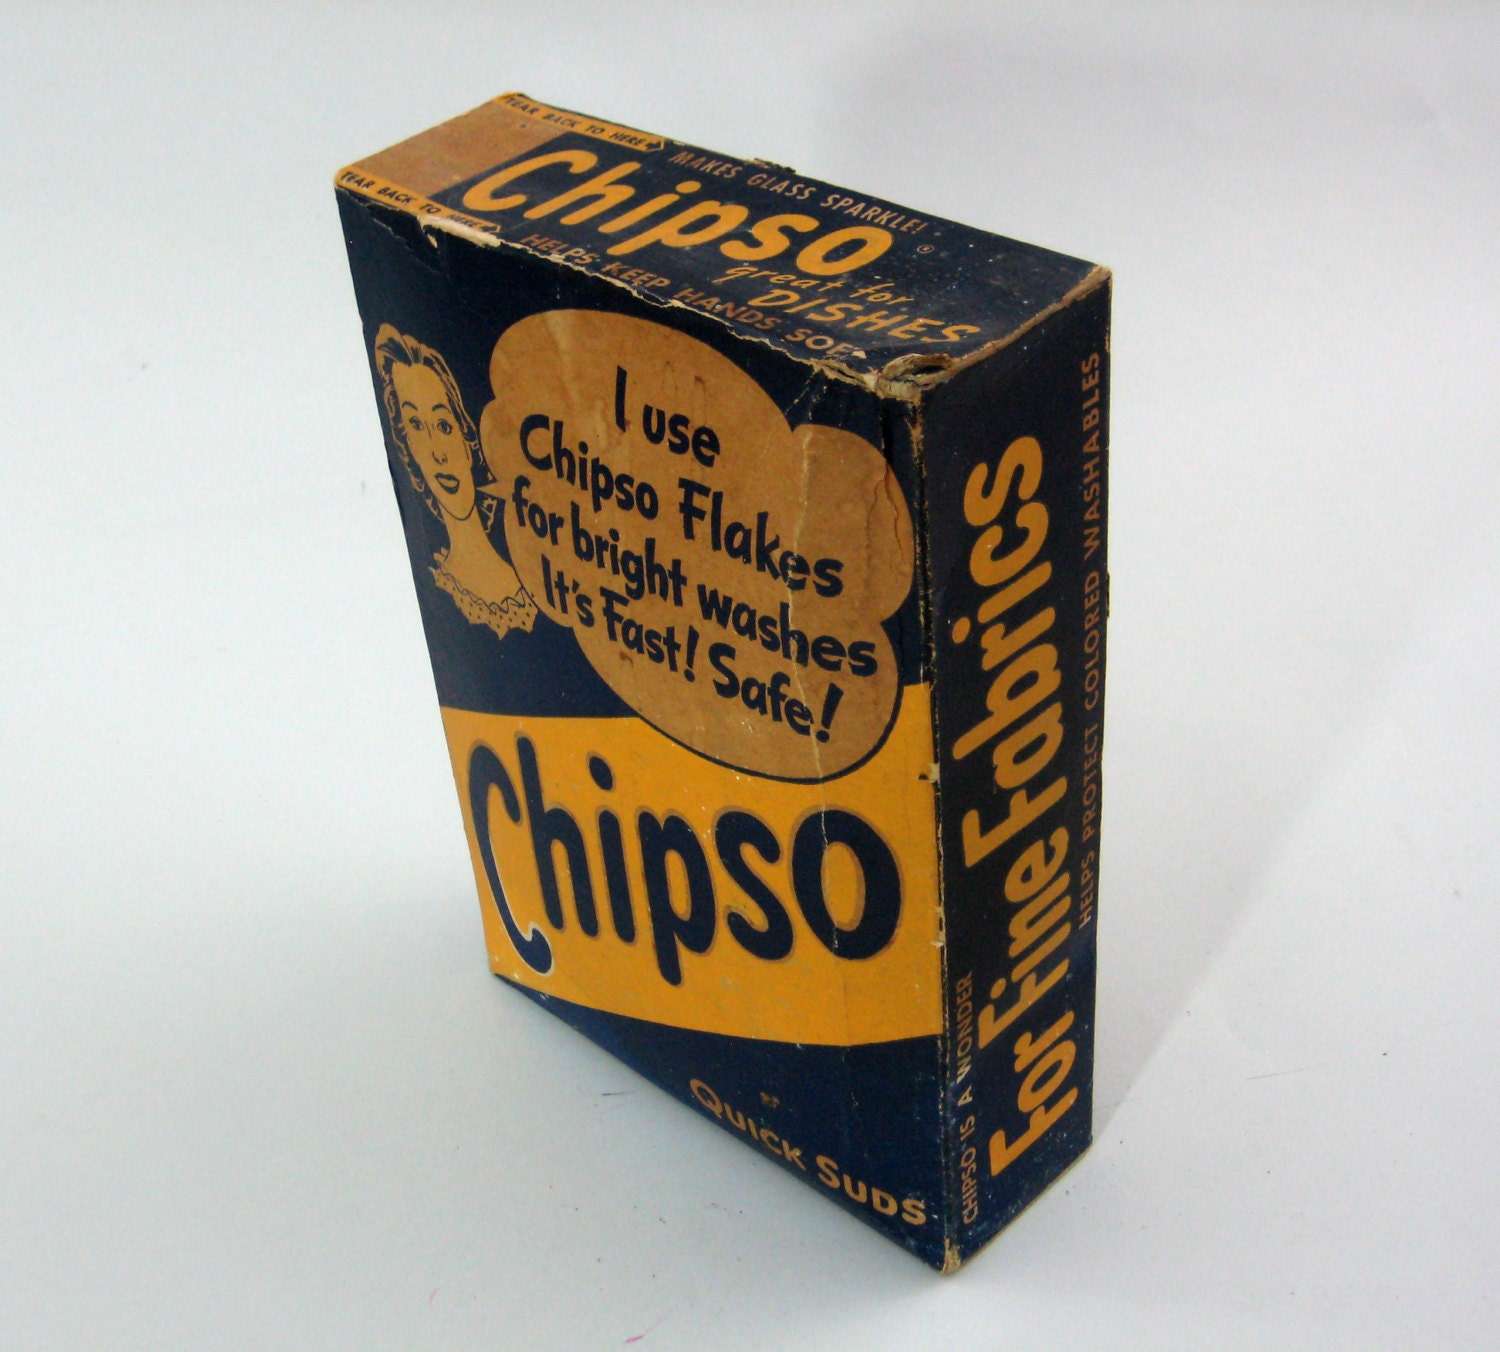 TEAR BACK TO HERE
MAKES GLASS SPARKLE!
Chipso ®
great for
DISHES
TEAR BACK TO HERE
HELPS KEEP HANDS SOFT
I use
Chipso Flakes
for bright washes
It's Fast! Safe!
Chipso
QUICK SUDS
CHIPSO IS A WONDER
For Fine Fabrics
HELPS PROTECT COLORED WASHABLES